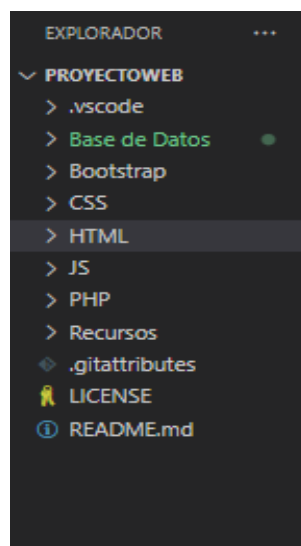 EXPLORADOR
PROYECTOWEB
.vscode
Base de Datos
Bootstrap
CSS
HTML
JS
PHP
Recursos
.gitattributes
LICENSE
README.md